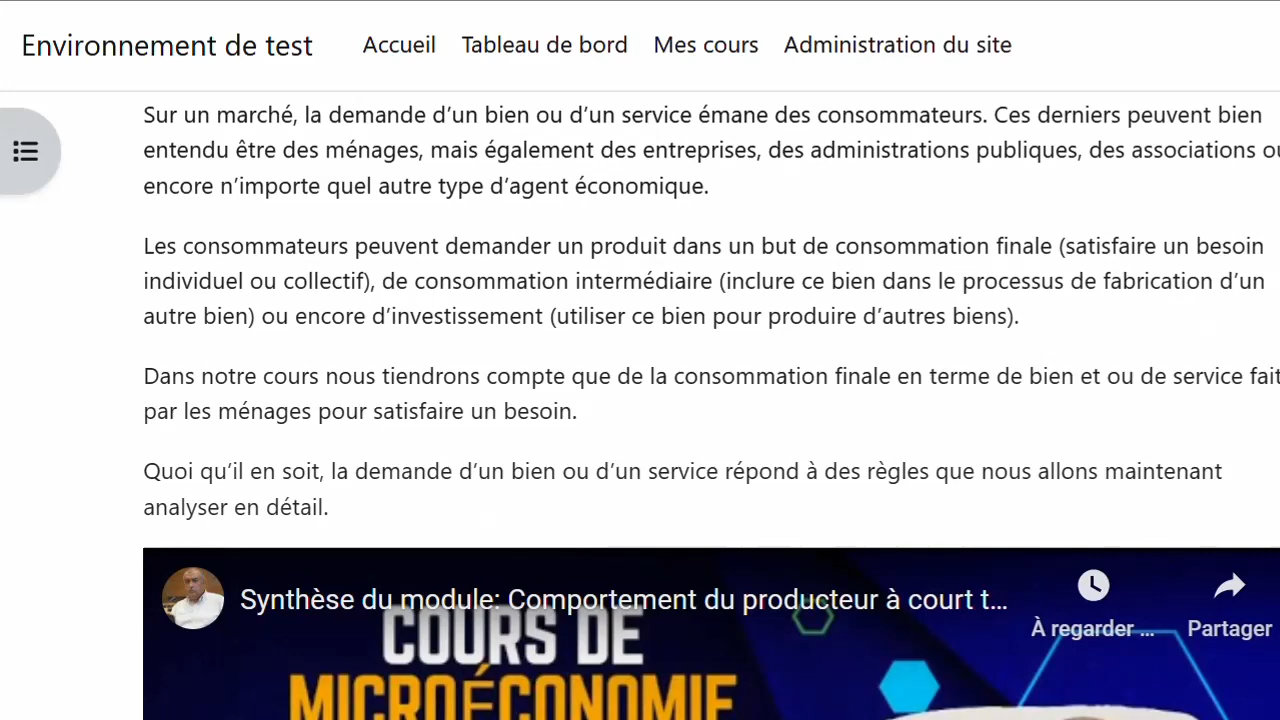 Environnement de test Accueil Tableau de bord Mes cours Administration du site
Sur un marché, la demande d’un bien ou d’un service émane des consommateurs. Ces derniers peuvent bien
entendu être des ménages, mais également des entreprises, des administrations publiques, des associations
encore n’importe quel autre type d’agent économique.
Les consommateurs peuvent demander un produit dans un but de consommation finale (satisfaire un besoin
individuel ou collectif), de consommation intermédiaire (inclure ce bien dans le processus de fabrication d’un
autre bien) ou encore d’investissement (utiliser ce bien pour produire d’autres biens).
Dans notre cours nous tiendrons compte que de la consommation finale en terme de bien et ou de service fait
par les ménages pour satisfaire un besoin.
Quoi qu’il en soit, la demande d’un bien ou d’un service répond à des règles que nous allons maintenant
analyser en détail.
Synthèse du module: Comportement du producteur à court t...
À regarder ... Partager
COURS DE
MICROÉCONOMIE